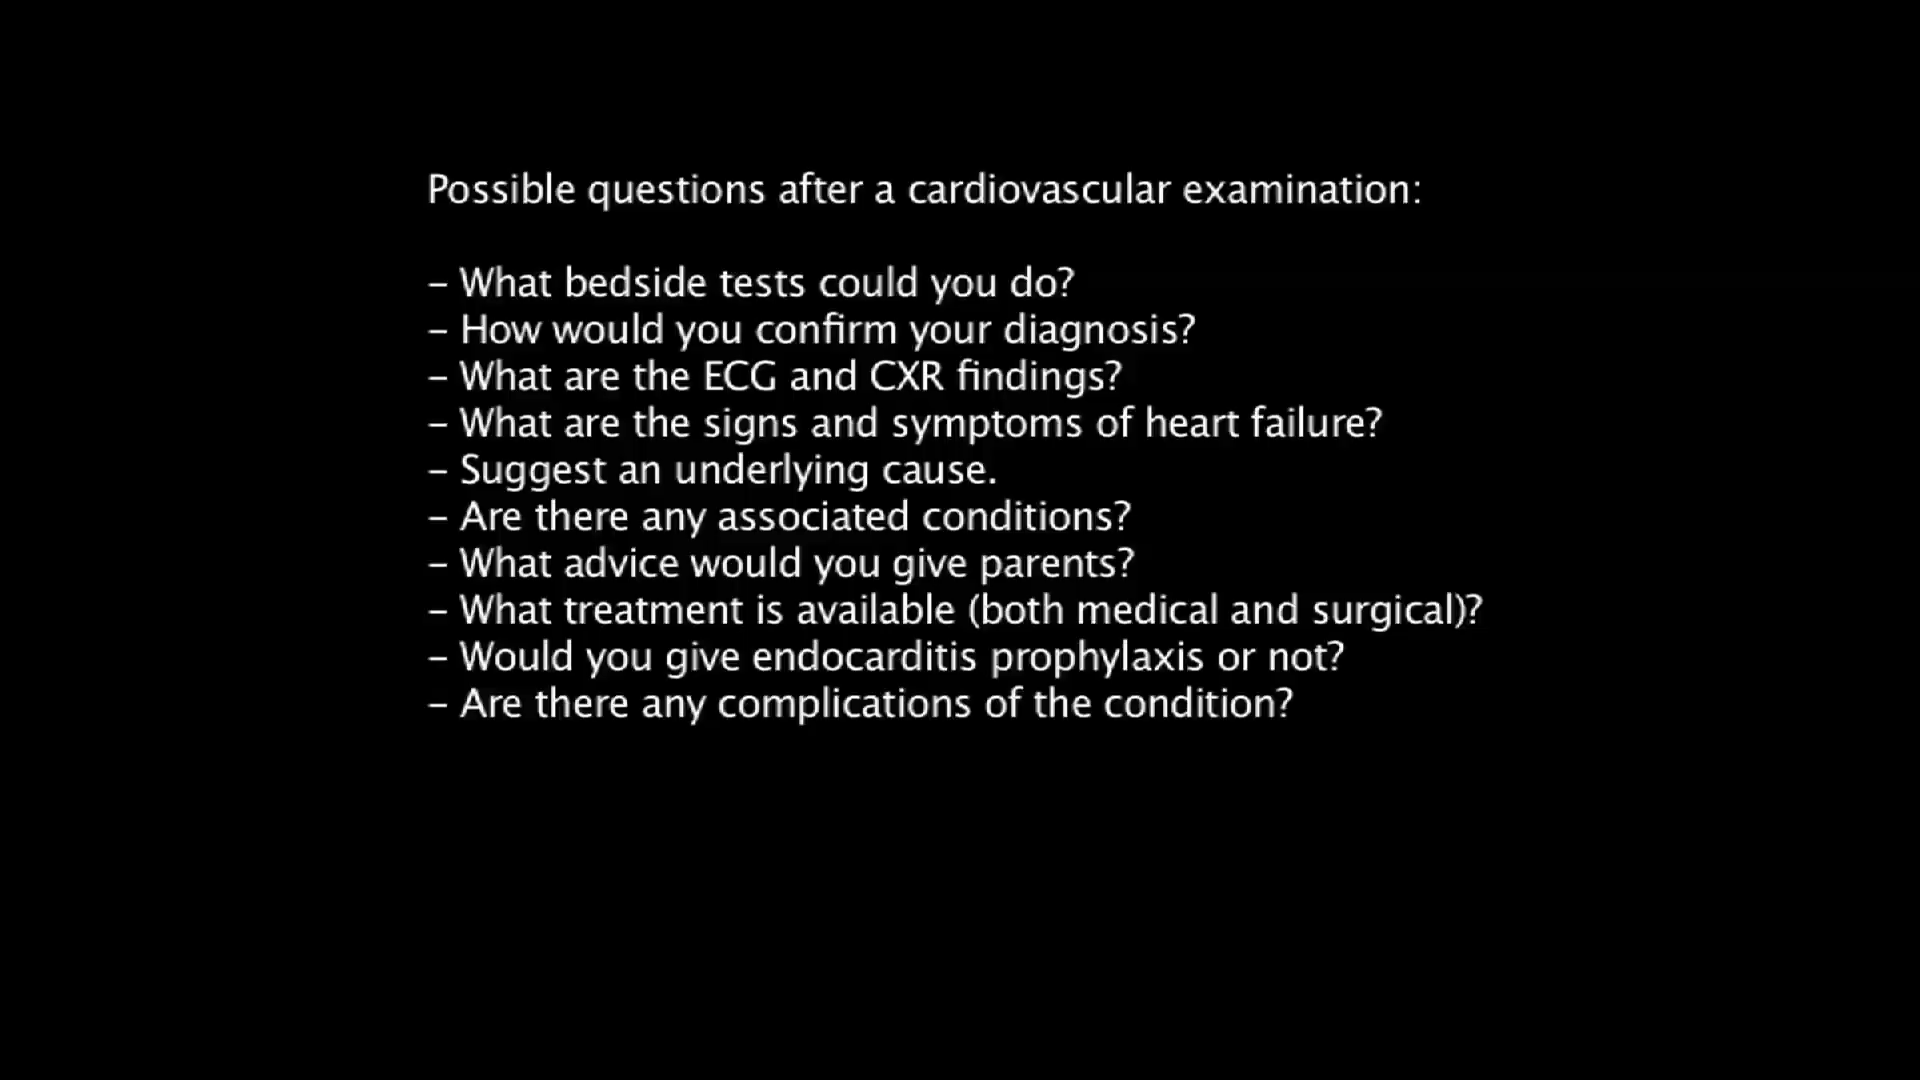 Possible questions after a cardiovascular examination:
– What bedside tests could you do?
– How would you confirm your diagnosis?
– What are the ECG and CXR findings?
– What are the signs and symptoms of heart failure?
– Suggest an underlying cause.
– Are there any associated conditions?
– What advice would you give parents?
– What treatment is available (both medical and surgical)?
– Would you give endocarditis prophylaxis or not?
– Are there any complications of the condition?